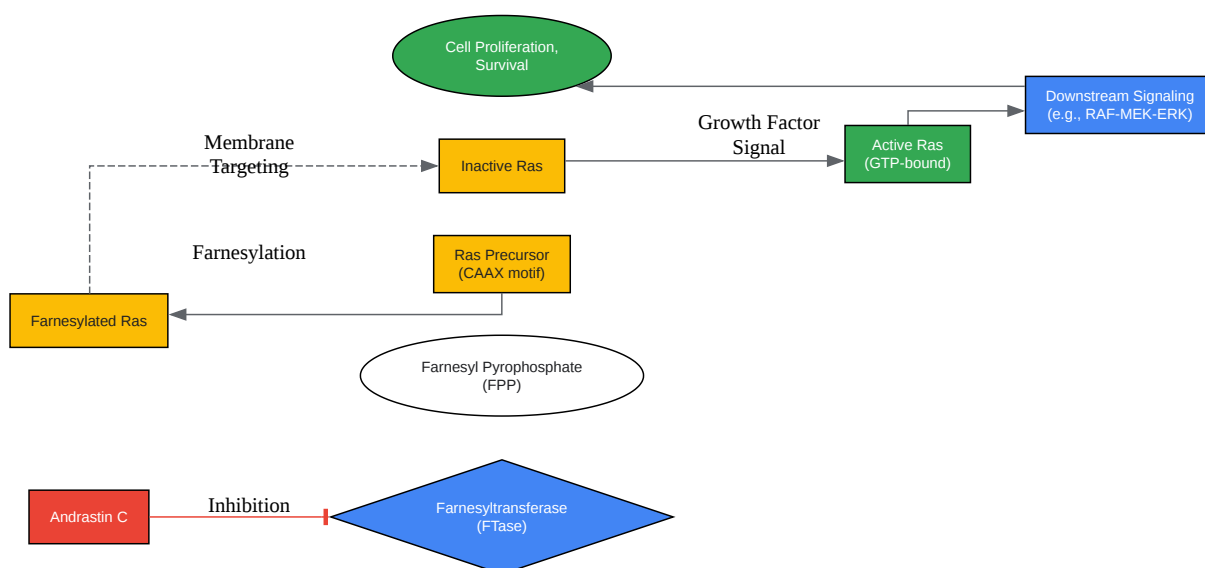 Cell Proliferation,
Survival
Downstream Signaling
(e.g., RAF-MEK-ERK)
Membrane
Targeting
Inactive Ras
Growth Factor
Signal
Active Ras
(GTP-bound)
Farnesylation
Ras Precursor
(CAAX motif)
Farnesylated Ras
Farnesyl Pyrophosphate
(FPP)
Andrastin C
Inhibition
Farnesyltransferase
(FTase)